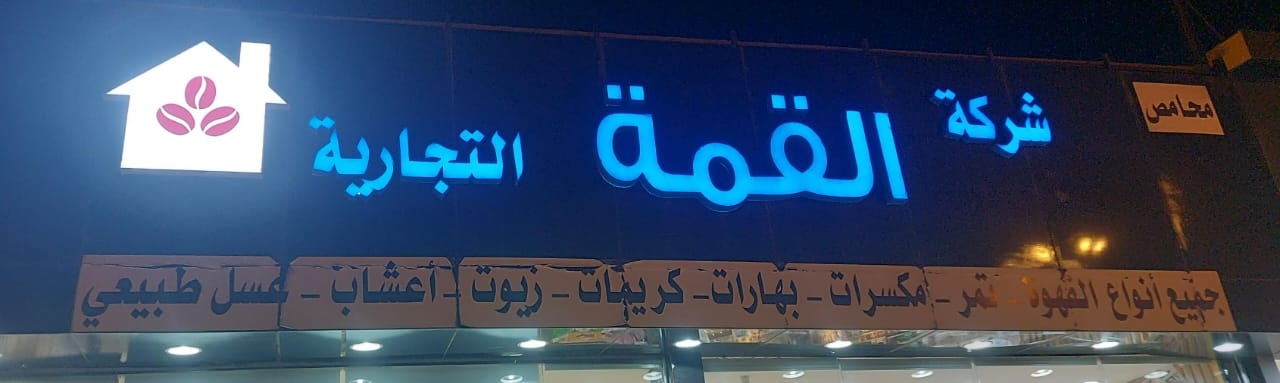 محامص
شركة القمة التجارية
جميع أنواع القهوة - تمر - مكسرات - بهارات - كريمات - زيوت - أعشاب - عسل طبيعي